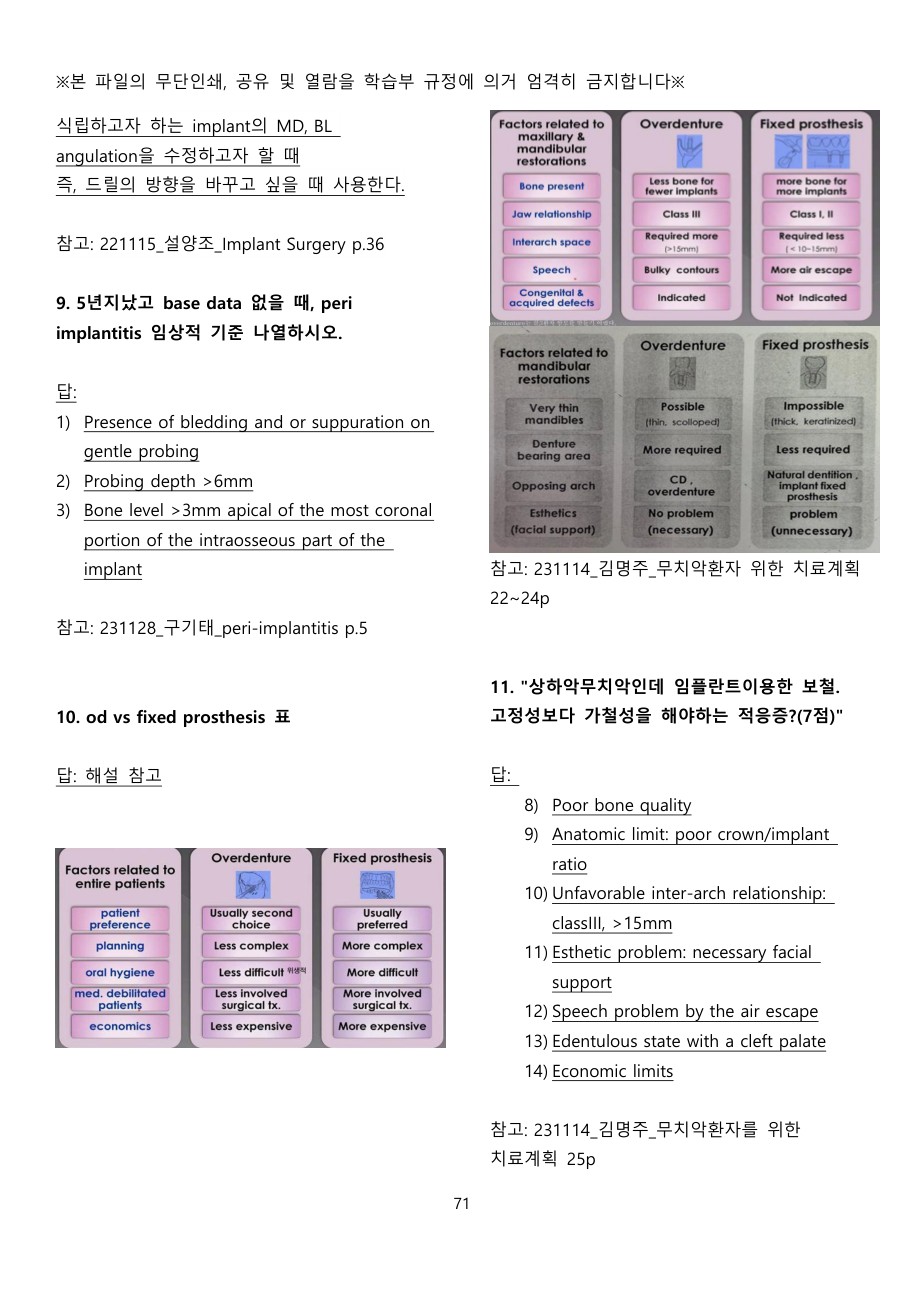 ※본 파일의 무단인쇄, 공유 및 열람을 학습부 규정에 의거 엄격히 금지합니다※
식립하고자 하는 implant의 MD, BL
angulation을 수정하고자 할 때
즉, 드릴의 방향을 바꾸고 싶을 때 사용한다.
참고: 221115_설양조_Implant Surgery p.36
9. 5년지났고 base data 없을 때, peri
implantitis 임상적 기준 나열하시오.
답:
1) Presence of bledding and or suppuration on
gentle probing
2) Probing depth >6mm
3) Bone level >3mm apical of the most coronal
portion of the intraosseous part of the
implant
참고: 231128_구기태_peri-implantitis p.5
10. od vs fixed prosthesis 표
답: 해설 참고
Factors related to
entire patients
Overdenture
Fixed prosthesis
patient
preference
Usually second
choice
Usually
preferred
planning
Less complex
More complex
oral hygiene
Less difficult 위생적
More difficult
med. debilitated
patients
Less involved
surgical tx.
More involved
surgical tx.
economics
Less expensive
More expensive
Factors related to
maxillary &
mandibular
restorations
Overdenture
Fixed prosthesis
Bone present
Less bone for
fewer implants
more bone for
more implants
Jaw relationship
Class III
Class I, II
Interarch space
Required more
(>15mm)
Required less
( < 10~15mm)
Speech
Bulky contours
More air escape
Congenital &
acquired defects
Indicated
Not Indicated
Factors related to
mandibular
restorations
Overdenture
Fixed prosthesis
Very thin
mandibles
Possible
(thin, scolloped)
Impossible
(thick, keratinized)
Denture
bearing area
More required
Less required
Opposing arch
CD ,
overdenture
Natural dentition ,
implant fixed
prosthesis
Esthetics
(facial support)
No problem
(necessary)
problem
(unnecessary)
참고: 231114_김명주_무치악환자 위한 치료계획
22~24p
11. "상하악무치악인데 임플란트이용한 보철.
고정성보다 가철성을 해야하는 적응증?(7점)"
답:
8) Poor bone quality
9) Anatomic limit: poor crown/implant
ratio
10) Unfavorable inter-arch relationship:
classIII, >15mm
11) Esthetic problem: necessary facial
support
12) Speech problem by the air escape
13) Edentulous state with a cleft palate
14) Economic limits
참고: 231114_김명주_무치악환자를 위한
치료계획 25p
71